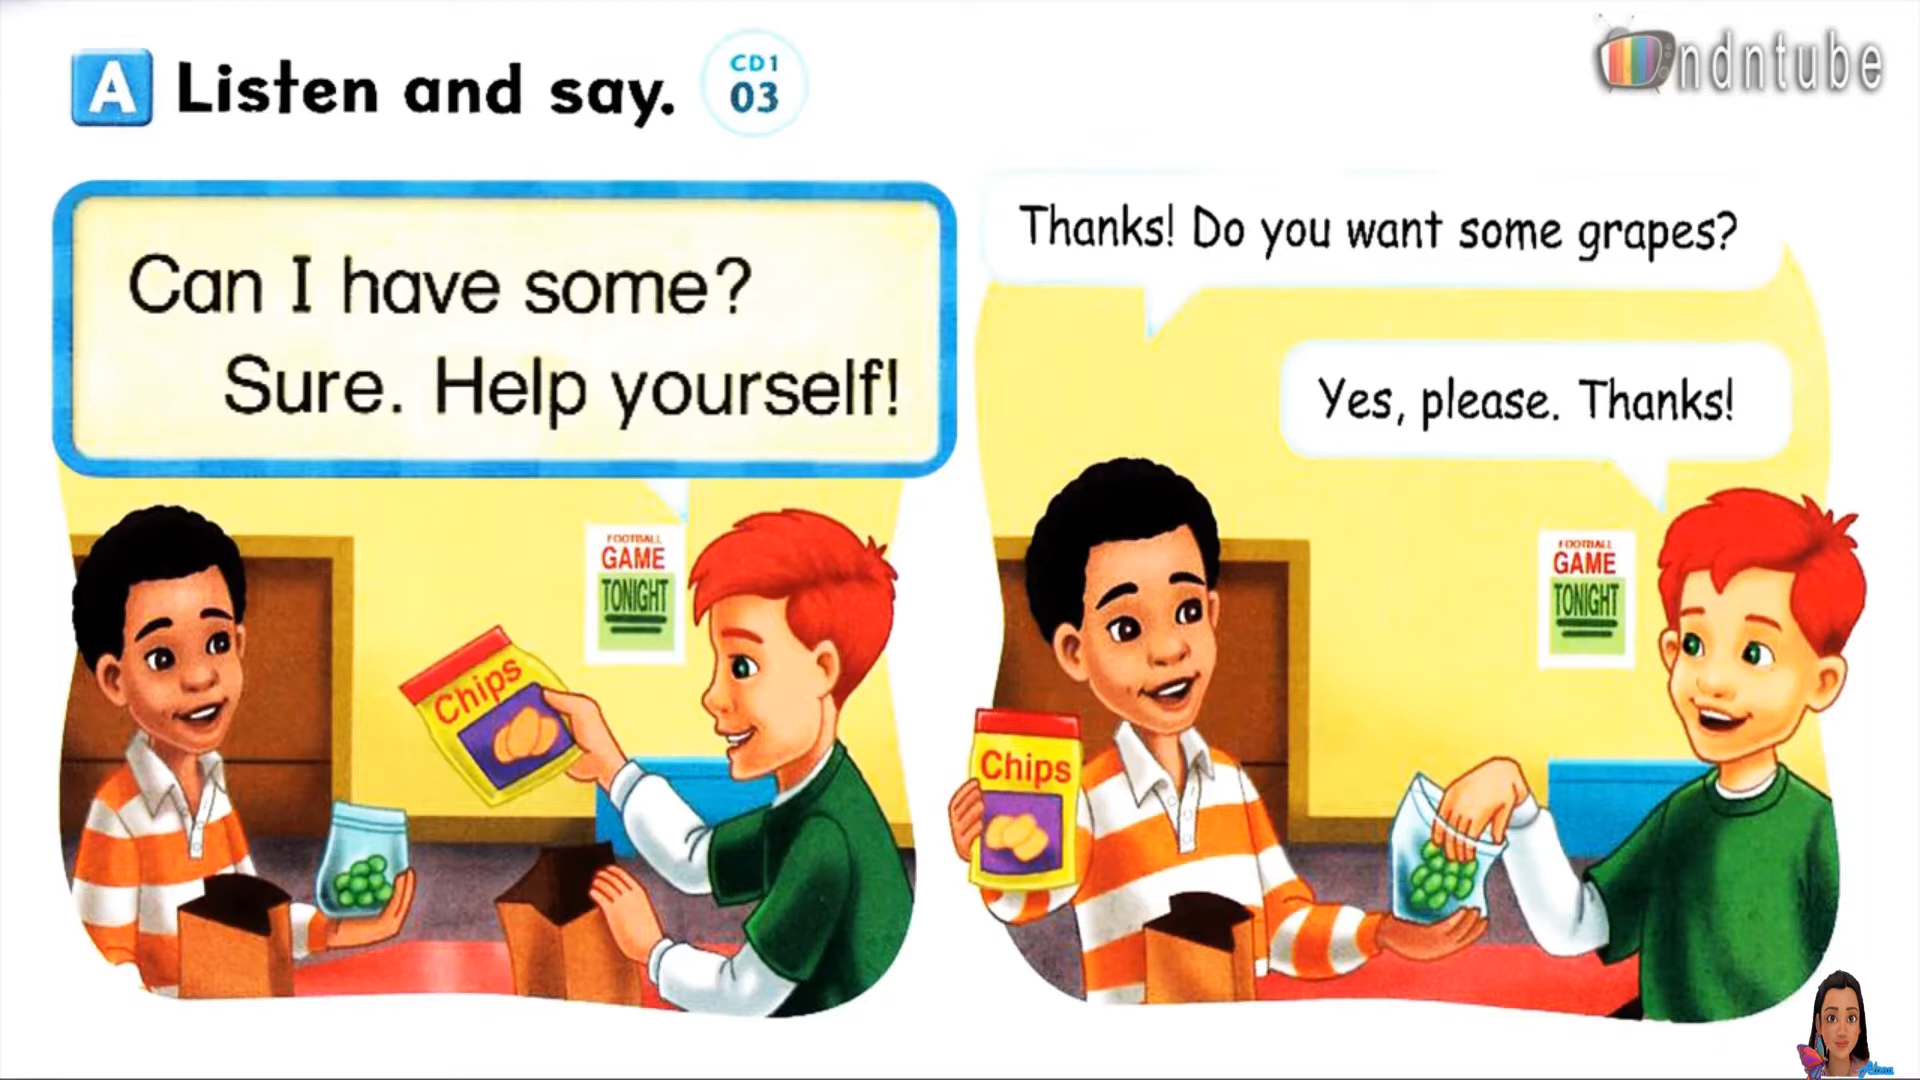 A Listen and say. CD1 03
ndntube
Can I have some?
Sure. Help yourself!
Thanks! Do you want some grapes?
Yes, please. Thanks!
FOOTBALL
GAME
TONIGHT
Chips
FOOTBALL
GAME
TONIGHT
Chips